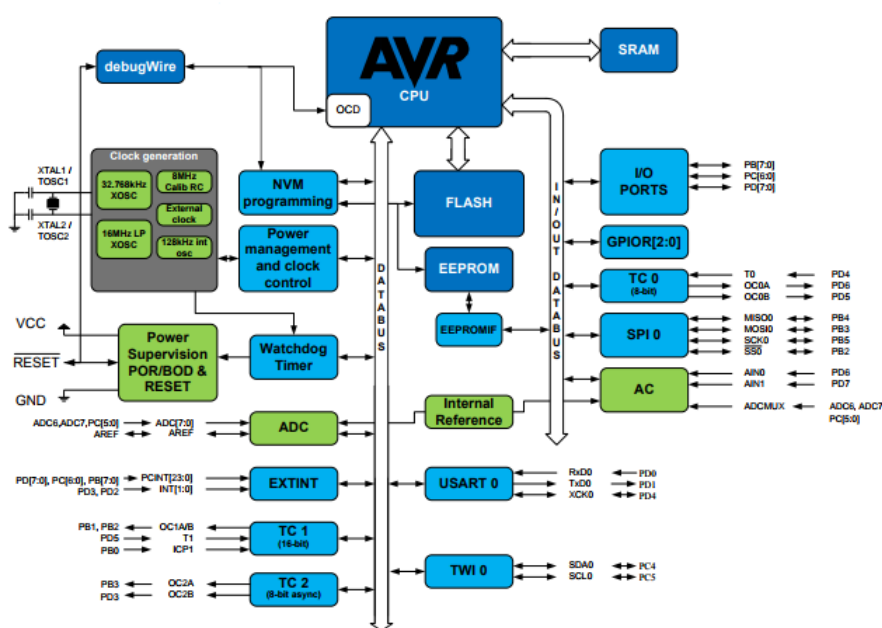 AVR
CPU
OCD
SRAM
debugWire
Clock generation
XTAL1 /
TOSC1
32.768kHz
XOSC
8MHz
Calib RC
External
clock
16MHz LP
XOSC
128kHz int
osc
XTAL2 /
TOSC2
NVM
programming
FLASH
Power
management
and clock
control
EEPROM
EEPROMIF
DATABUS
IN/OUT DATABUS
I/O
PORTS
PB[7:0]
PC[6:0]
PD[7:0]
GPIOR[2:0]
TC 0
(8-bit)
T0 PD4
OC0A PD6
OC0B PD5
SPI 0
MISO0 PB4
MOSI0 PB3
SCK0 PB5
SS0 PB2
AC
AIN0 PD6
AIN1 PD7
ADCMUX ADC6, ADC7
PC[5:0]
VCC
RESET
GND
Power
Supervision
POR/BOD &
RESET
Watchdog
Timer
Internal
Reference
ADC6,ADC7,PC[5:0] ADC[7:0]
AREF AREF
ADC
PD[7:0], PC[6:0], PB[7:0] PCINT[23:0]
PD3, PD2 INT[1:0]
EXTINT
USART 0
RxD0 PD0
TxD0 PD1
XCK0 PD4
PB1, PB2 OC1A/B
PD5 T1
PB0 ICP1
TC 1
(16-bit)
PB3 OC2A
PD3 OC2B
TC 2
(8-bit async)
TWI 0
SDA0 PC4
SCL0 PC5